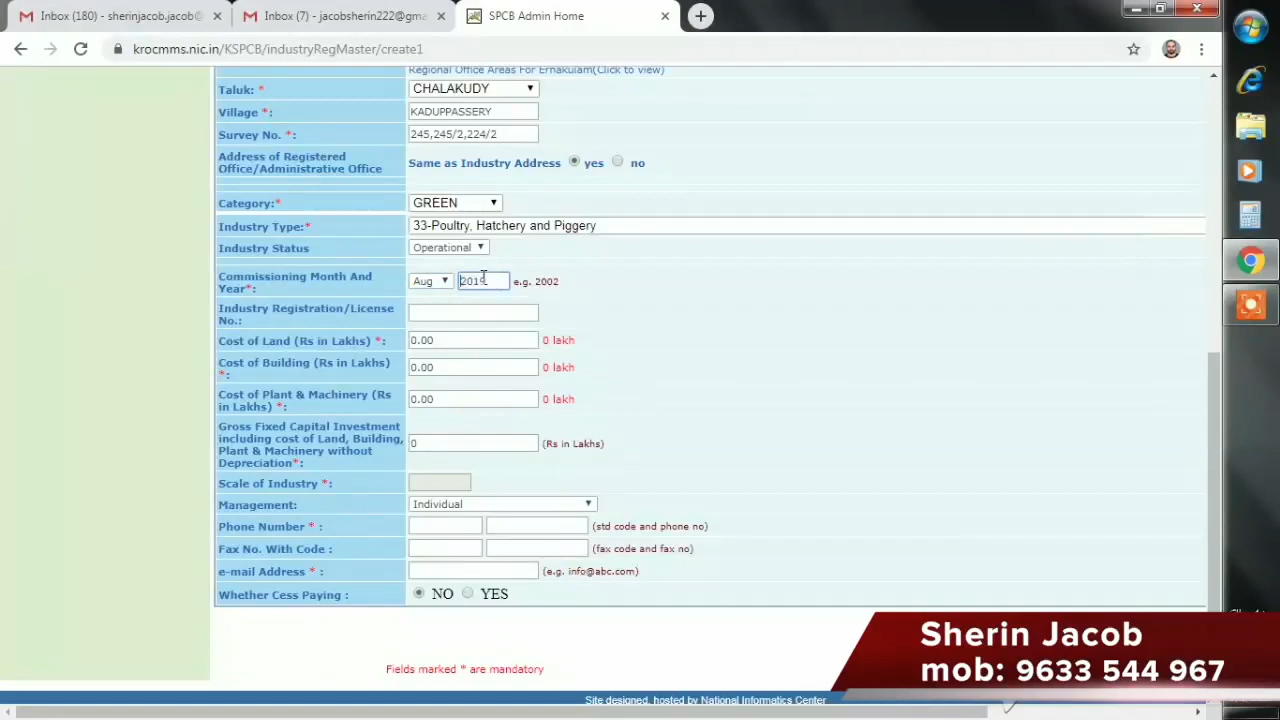 Inbox (180) - sherinjacob.jacob@
Inbox (7) - jacobsherin222@gma
SPCB Admin Home
krocmms.nic.in/KSPCB/industryRegMaster/create1
Regional Office Areas For Ernakulam(Click to view)
Taluk: * CHALAKUDY
Village *: KADUPPASSERY
Survey No. *: 245,245/2,224/2
Address of Registered
Office/Administrative Office
Same as Industry Address yes no
Category:* GREEN
Industry Type:* 33-Poultry, Hatchery and Piggery
Industry Status Operational
Commissioning Month And
Year*:
Aug 2019 e.g. 2002
Industry Registration/License
No.:
Cost of Land (Rs in Lakhs) *: 0.00 0 lakh
Cost of Building (Rs in Lakhs)
*:
0.00 0 lakh
Cost of Plant & Machinery (Rs
in Lakhs) *:
0.00 0 lakh
Gross Fixed Capital Investment
including cost of Land, Building,
Plant & Machinery without
Depreciation*:
0 (Rs in Lakhs)
Scale of Industry *:
Management: Individual
Phone Number * : (std code and phone no)
Fax No. With Code : (fax code and fax no)
e-mail Address * : (e.g. info@abc.com)
Whether Cess Paying : NO YES
Fields marked * are mandatory
Site designed, hosted by National Informatics Center
Sherin Jacob
mob: 9633 544 967